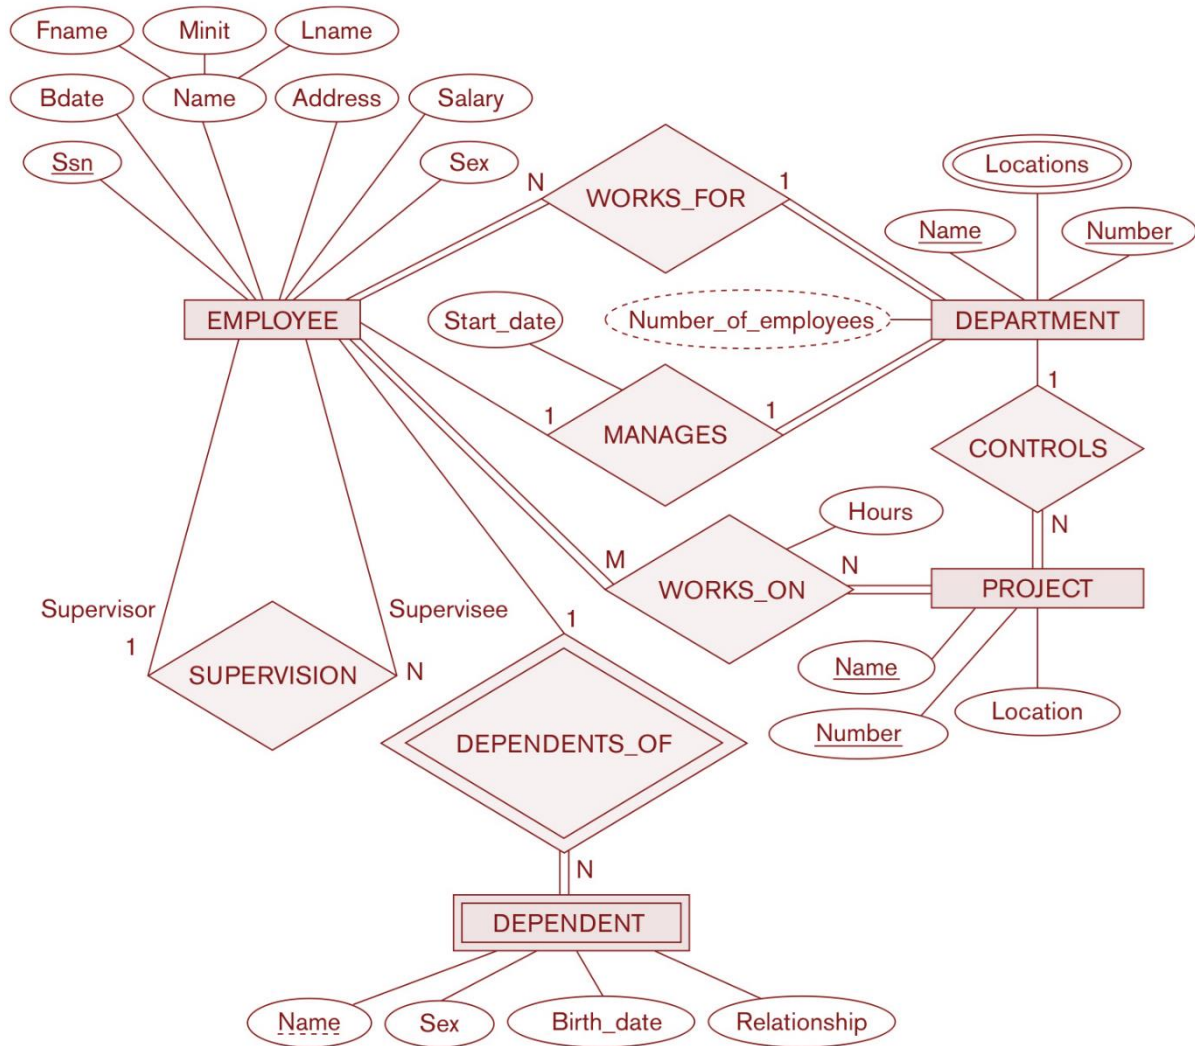 Fname
Minit
Lname
Bdate
Name
Address
Salary
Ssn
Sex
N
WORKS_FOR
1
Locations
Name
Number
EMPLOYEE
Start_date
Number_of_employees
DEPARTMENT
1
MANAGES
1
1
CONTROLS
N
Hours
M
WORKS_ON
N
PROJECT
Supervisor
1
Supervisee
N
SUPERVISION
1
Name
Number
Location
DEPENDENTS_OF
N
DEPENDENT
Name
Sex
Birth_date
Relationship